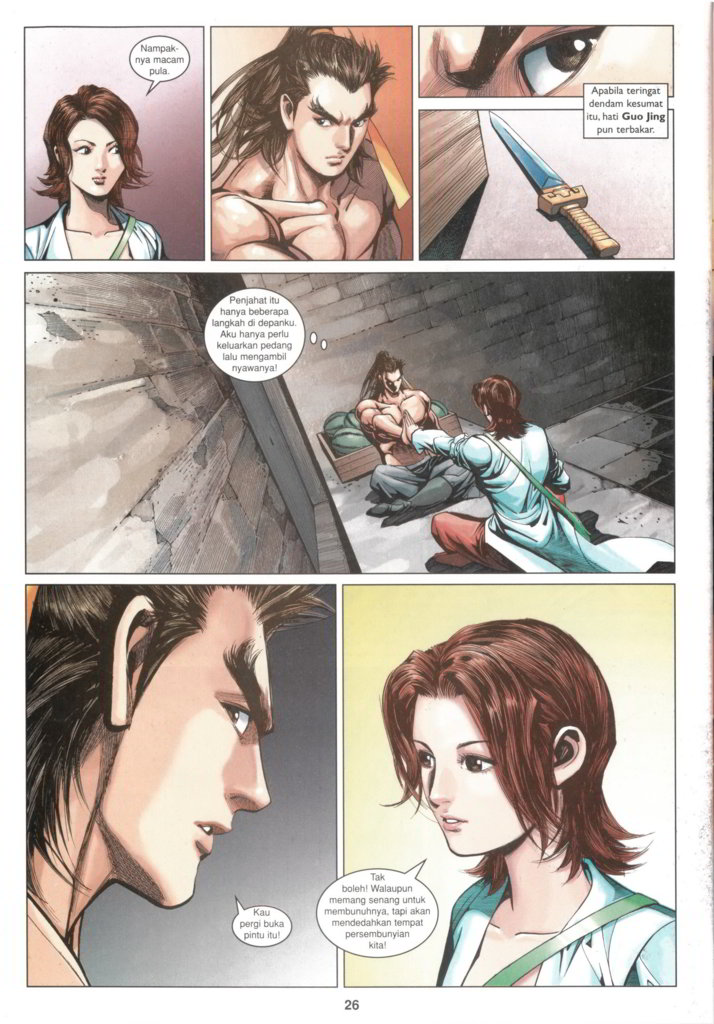 Nampak-
nya macam
pula.
Apabila teringat
dendam kesumat
itu, hati Guo Jing
pun terbakar.
Penjahat itu
hanya beberapa
langkah di depanku.
Aku hanya perlu
keluarkan pedang
lalu mengambil
nyawanya!
Kau
pergi buka
pintu itu!
Tak
boleh! Walaupun
memang senang untuk
membunuhnya, tapi akan
mendedahkan tempat
persembunyian
kita!
26